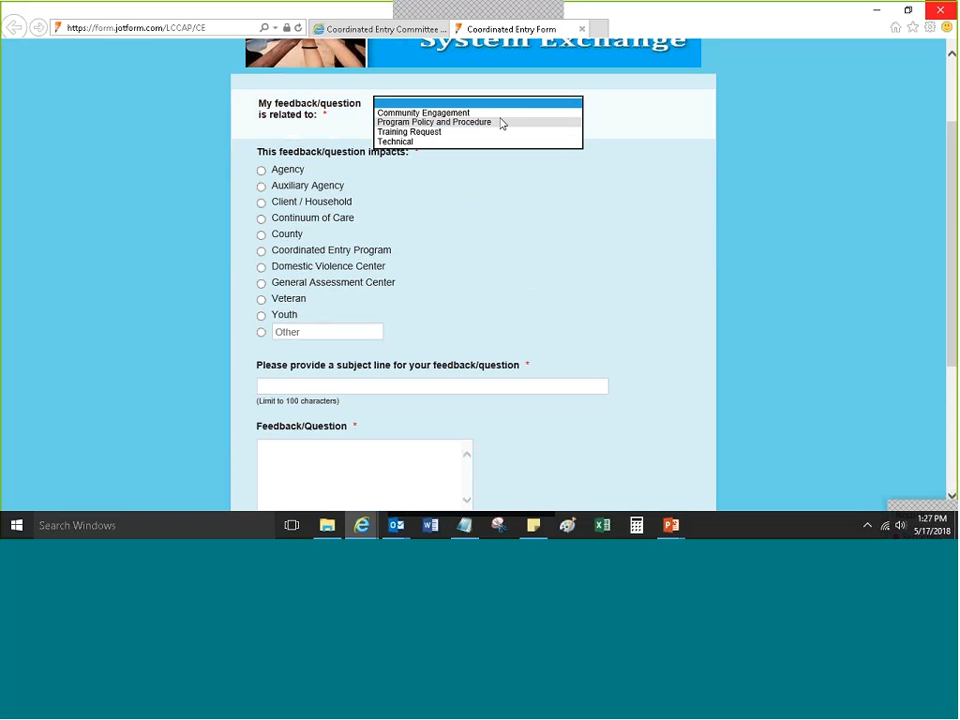 https://form.jotform.com/LCCAP/CE
Coordinated Entry Committee ...
Coordinated Entry Form
System Exchange
My feedback/question
is related to: *
Community Engagement
Program Policy and Procedure
Training Request
Technical
This feedback/question impacts: *
Agency
Auxiliary Agency
Client / Household
Continuum of Care
County
Coordinated Entry Program
Domestic Violence Center
General Assessment Center
Veteran
Youth
Other
Please provide a subject line for your feedback/question *
(Limit to 100 characters)
Feedback/Question *
Search Windows
1:27 PM
5/17/2018